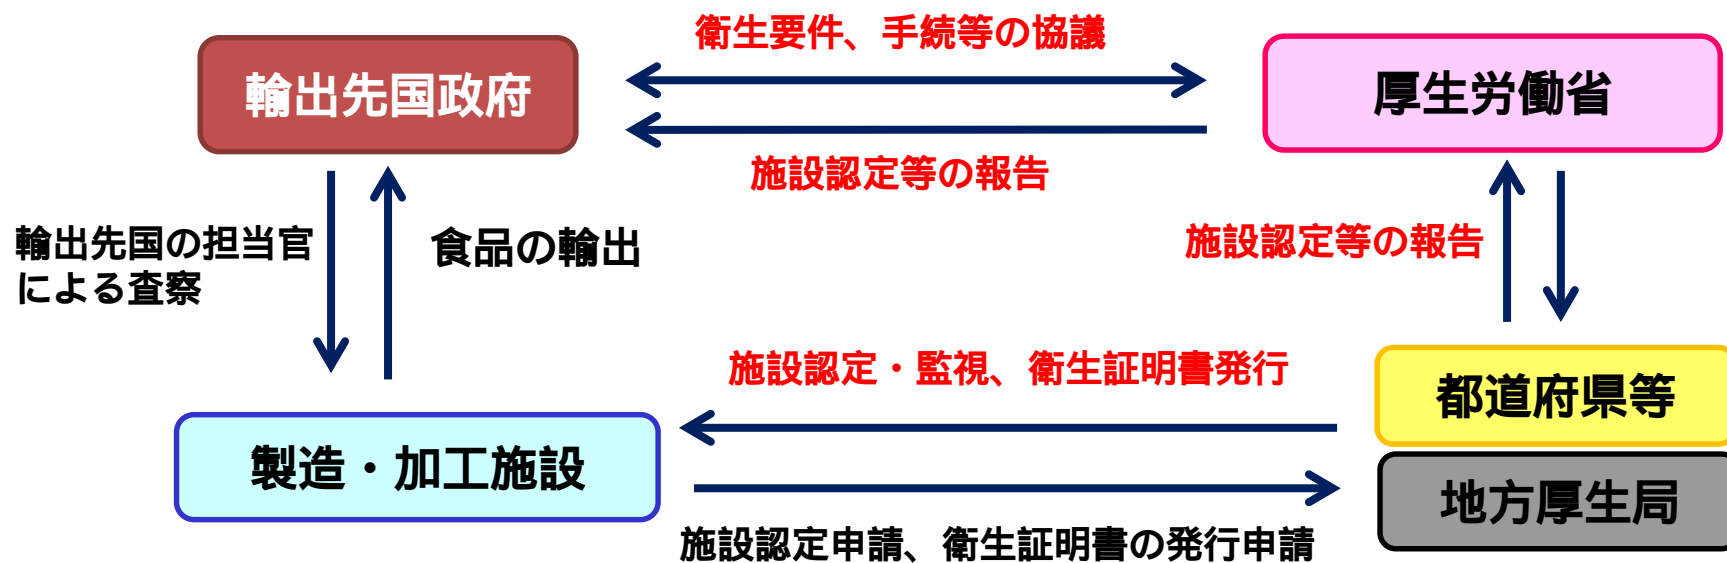 衛生要件、手続等の協議
輸出先国政府
厚生労働省
施設認定等の報告
輸出先国の担当官
による査察
食品の輸出
施設認定等の報告
施設認定・監視、衛生証明書発行
都道府県等
製造・加工施設
地方厚生局
施設認定申請、衛生証明書の発行申請